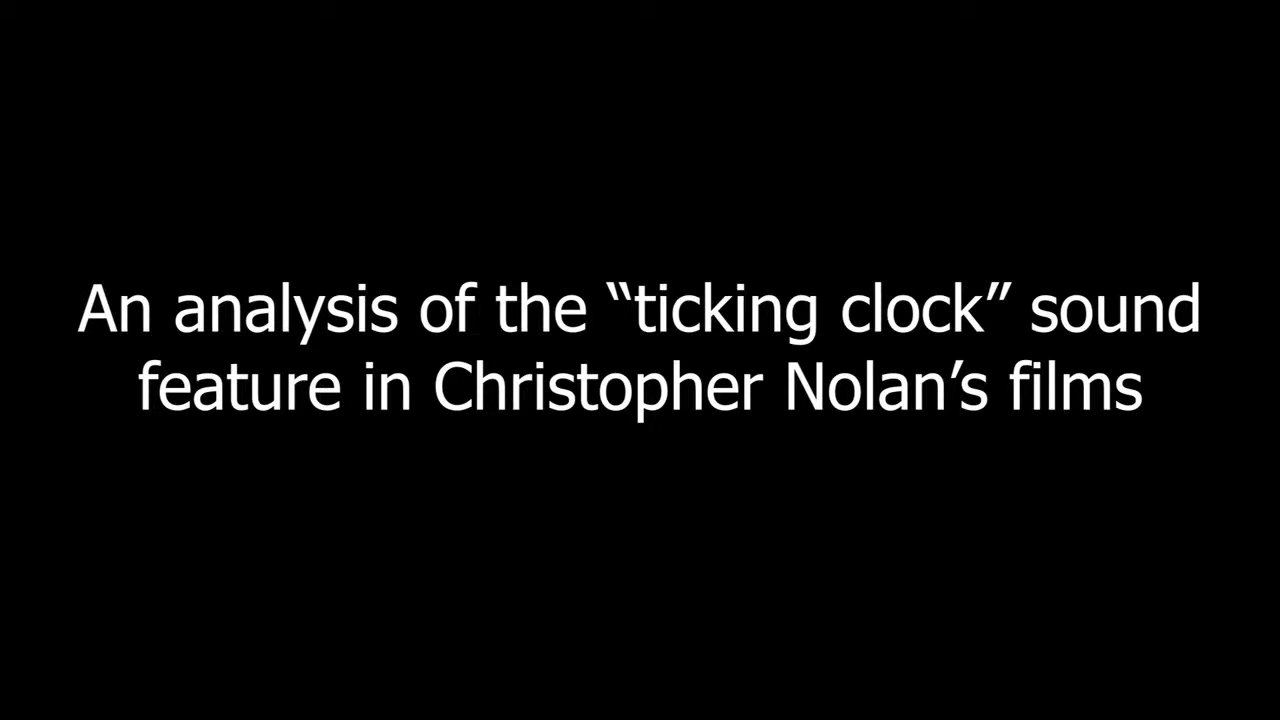 An analysis of the “ticking clock” sound
feature in Christopher Nolan’s films